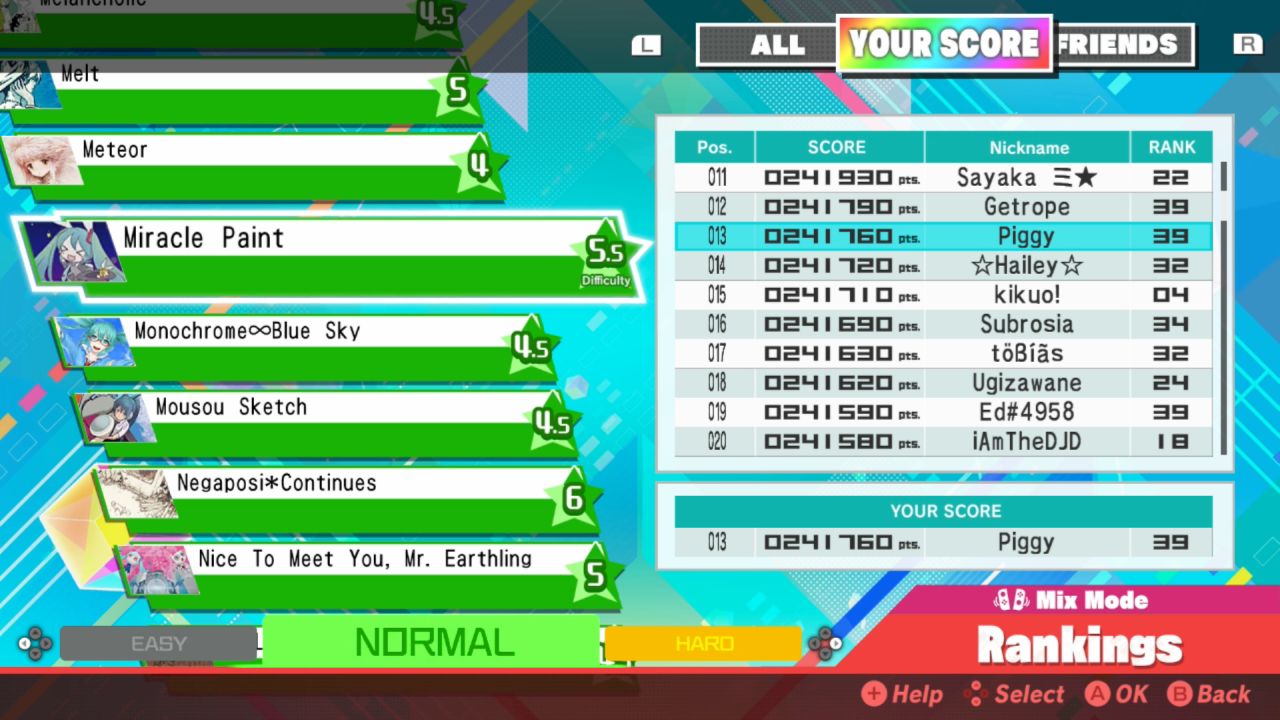 Melancholic
4.5
Melt
5
Meteor
4
Miracle Paint
5.5
Difficulty
Monochrome∞Blue Sky
4.5
Mousou Sketch
4.5
Negaposi*Continues
6
Nice To Meet You, Mr. Earthling
5
EASY
NORMAL
HARD
L
ALL
YOUR SCORE
FRIENDS
R
Pos. SCORE Nickname RANK
011 0241930 pts. Sayaka 三★ 22
012 0241790 pts. Getrope 39
013 0241760 pts. Piggy 39
014 0241720 pts. ☆Hailey☆ 32
015 0241710 pts. kikuo! 04
016 0241690 pts. Subrosia 34
017 0241630 pts. tößíãs 32
018 0241620 pts. Ugizawane 24
019 0241590 pts. Ed#4958 39
020 0241580 pts. iAmTheDJD 18
YOUR SCORE
013 0241760 pts. Piggy 39
Mix Mode
Rankings
+ Help Select A OK B Back